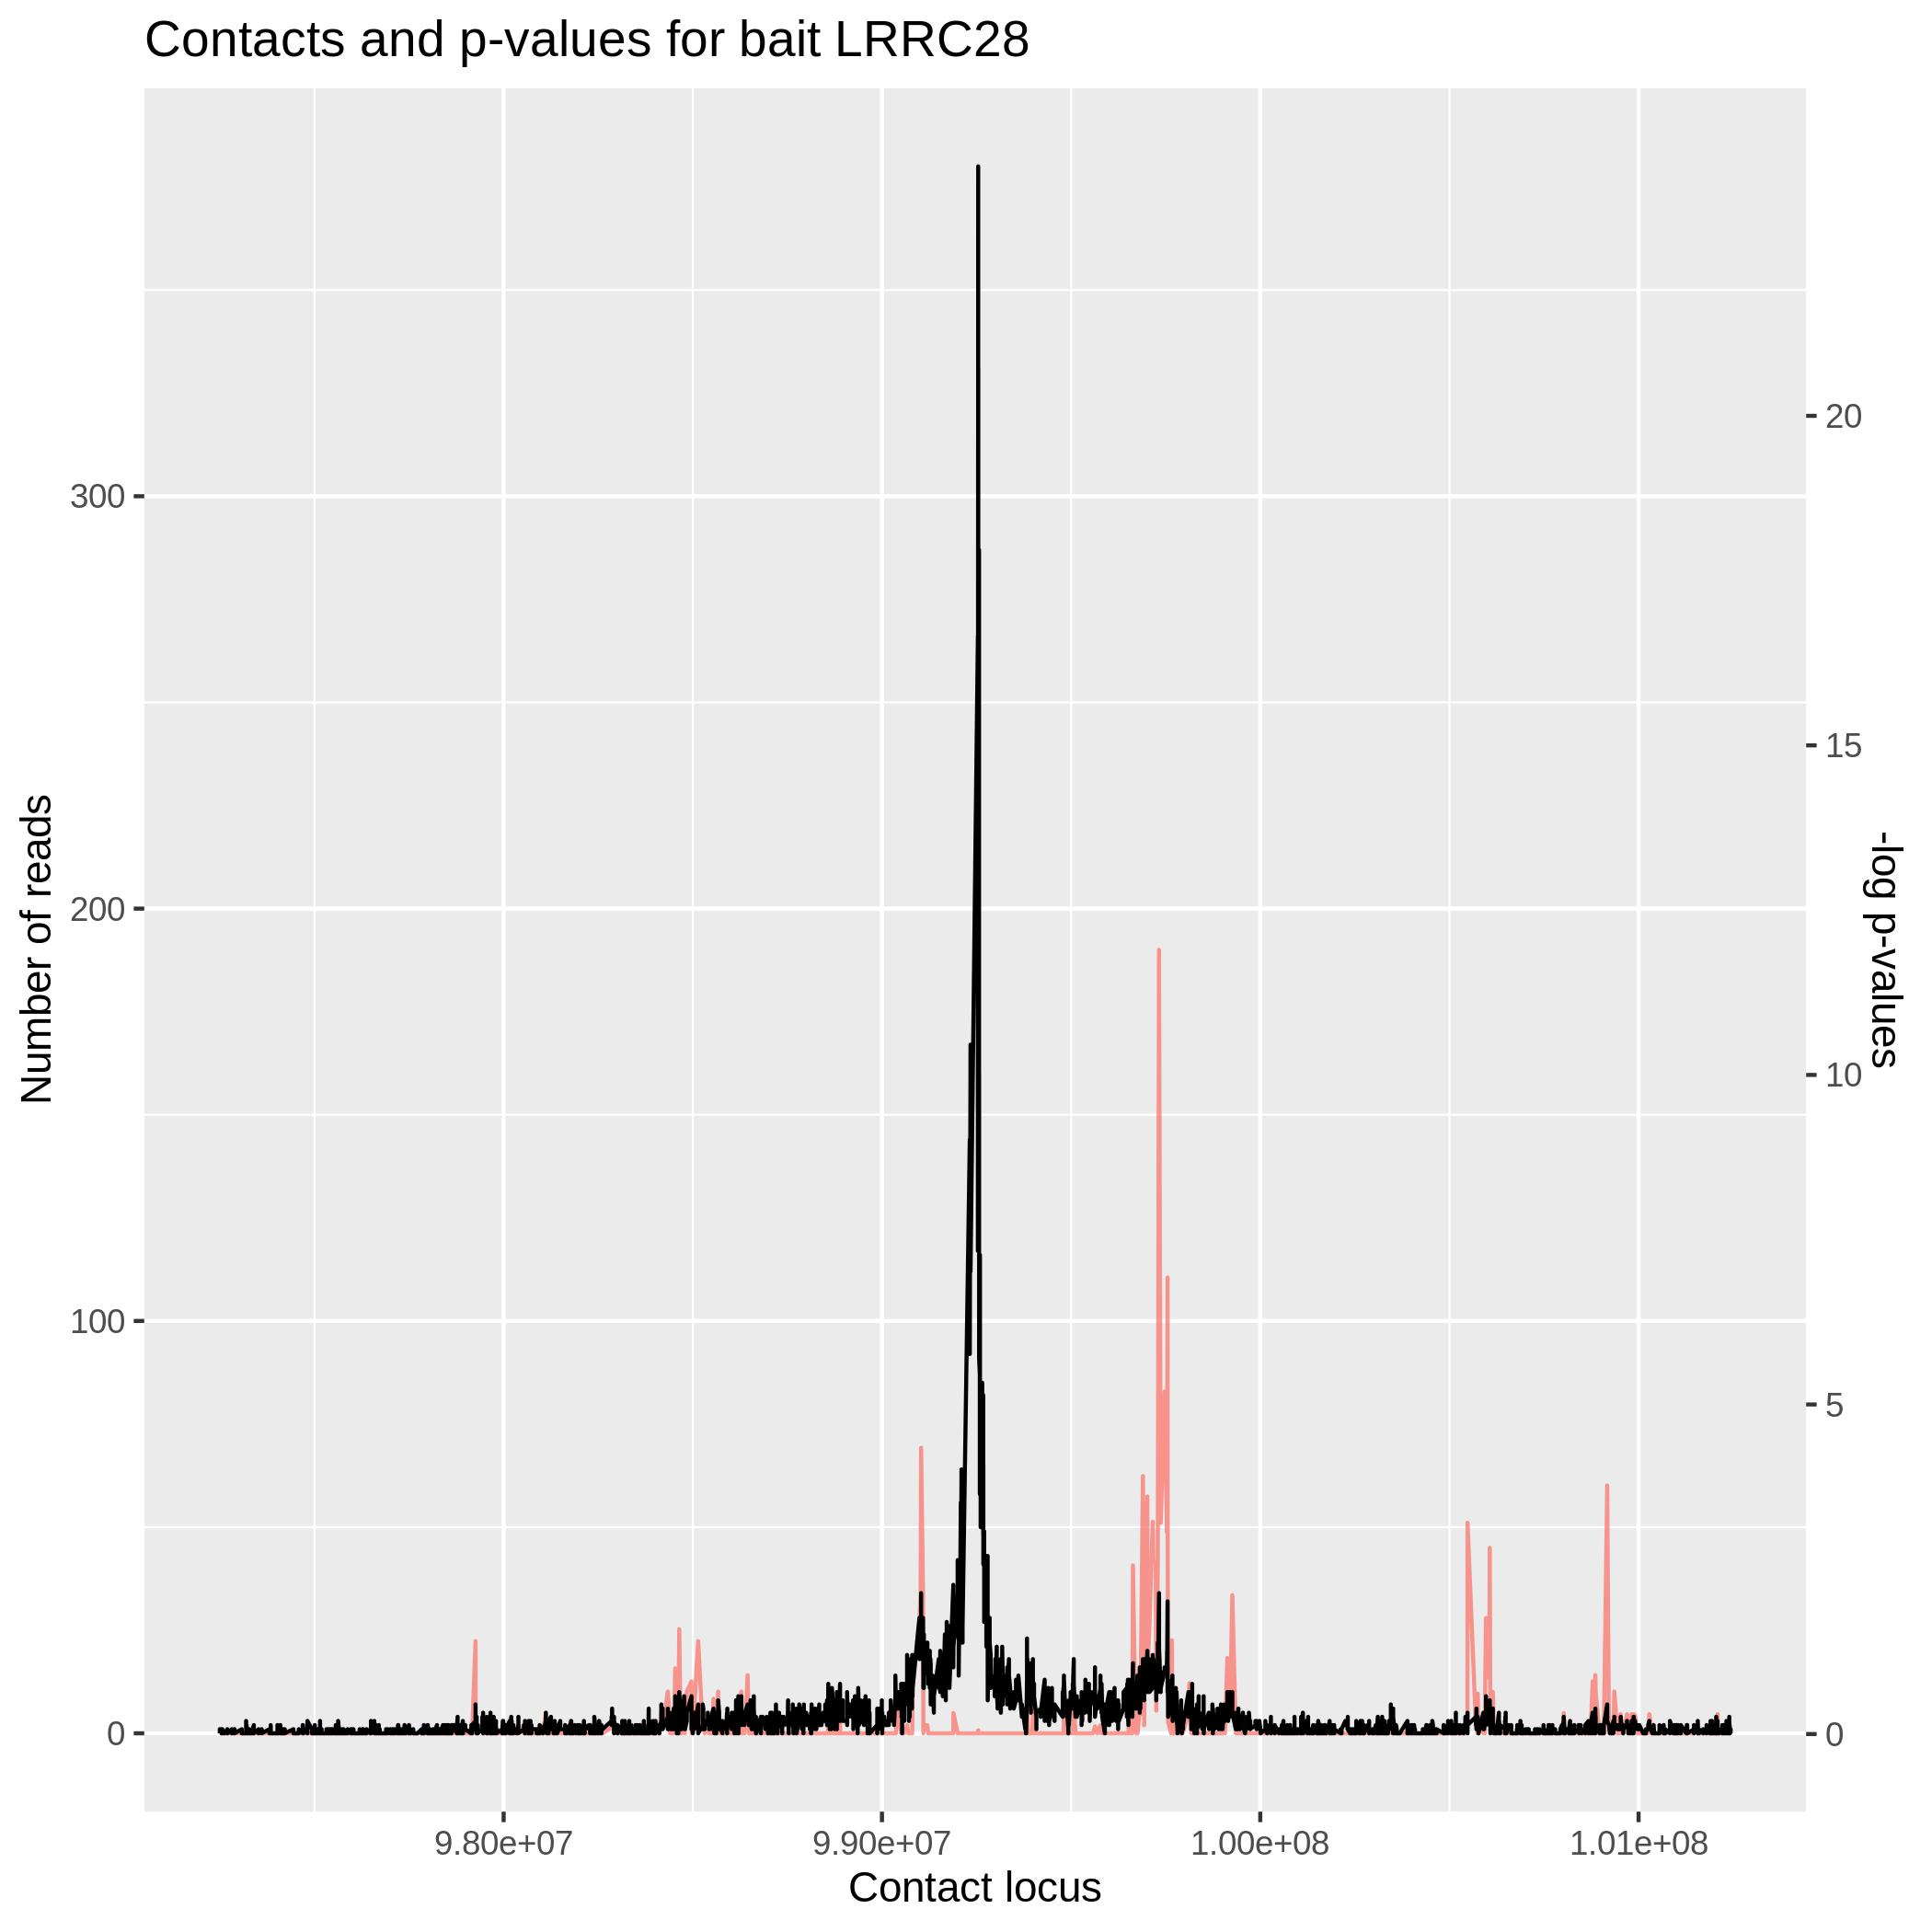 Contacts and p-values for bait LRRC28
Number of reads
300
200
100
0
20
15
10
5
0
-log p-values
9.80e+07 9.90e+07 1.00e+08 1.01e+08
Contact locus